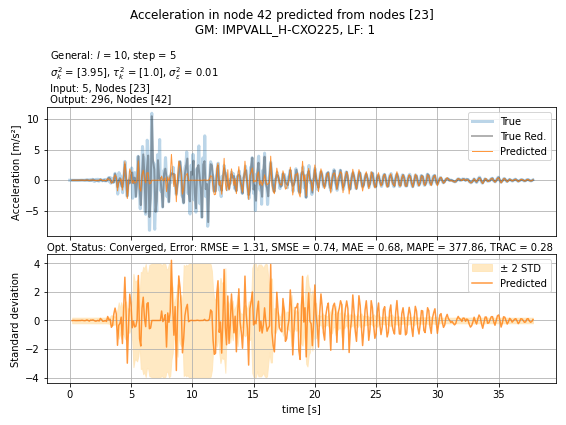 Acceleration in node 42 predicted from nodes [23]
GM: IMPVALL_H-CXO225, LF: 1
General: l = 10, step = 5
σ²ₖ = [3.95], τ²ₖ = [1.0], σ²ε = 0.01
Input: 5, Nodes [23]
Output: 296, Nodes [42]
Acceleration [m/s²]
10
5
0
−5
True
True Red.
Predicted
Opt. Status: Converged, Error: RMSE = 1.31, SMSE = 0.74, MAE = 0.68, MAPE = 377.86, TRAC = 0.28
Standard deviation
4
2
0
−2
−4
± 2 STD
Predicted
0 5 10 15 20 25 30 35
time [s]